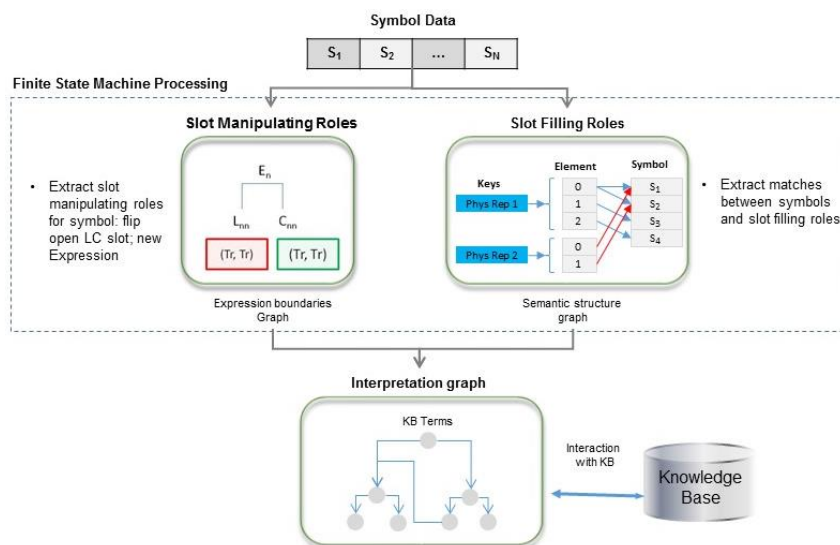 Symbol Data
S1 S2 ... SN
Finite State Machine Processing
Slot Manipulating Roles
• Extract slot
manipulating roles
for symbol: flip
open LC slot; new
Expression
En
Lnn Cnn
(Tr, Tr) (Tr, Tr)
Expression boundaries
Graph
Slot Filling Roles
Keys
Element
Symbol
Phys Rep 1
0
1
2
Phys Rep 2
0
1
S1
S2
S3
S4
Semantic structure
graph
• Extract matches
between symbols
and slot filling roles
Interpretation graph
KB Terms
Interaction
with KB
Knowledge
Base